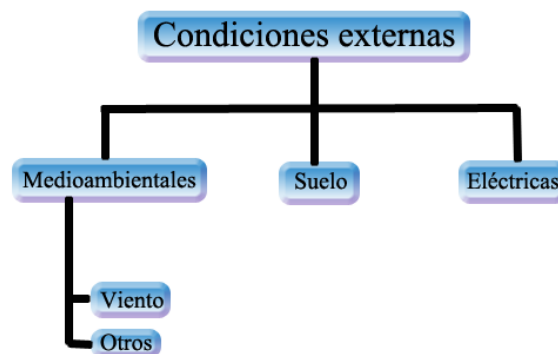 Condiciones externas
Medioambientales
Suelo
Eléctricas
Viento
Otros